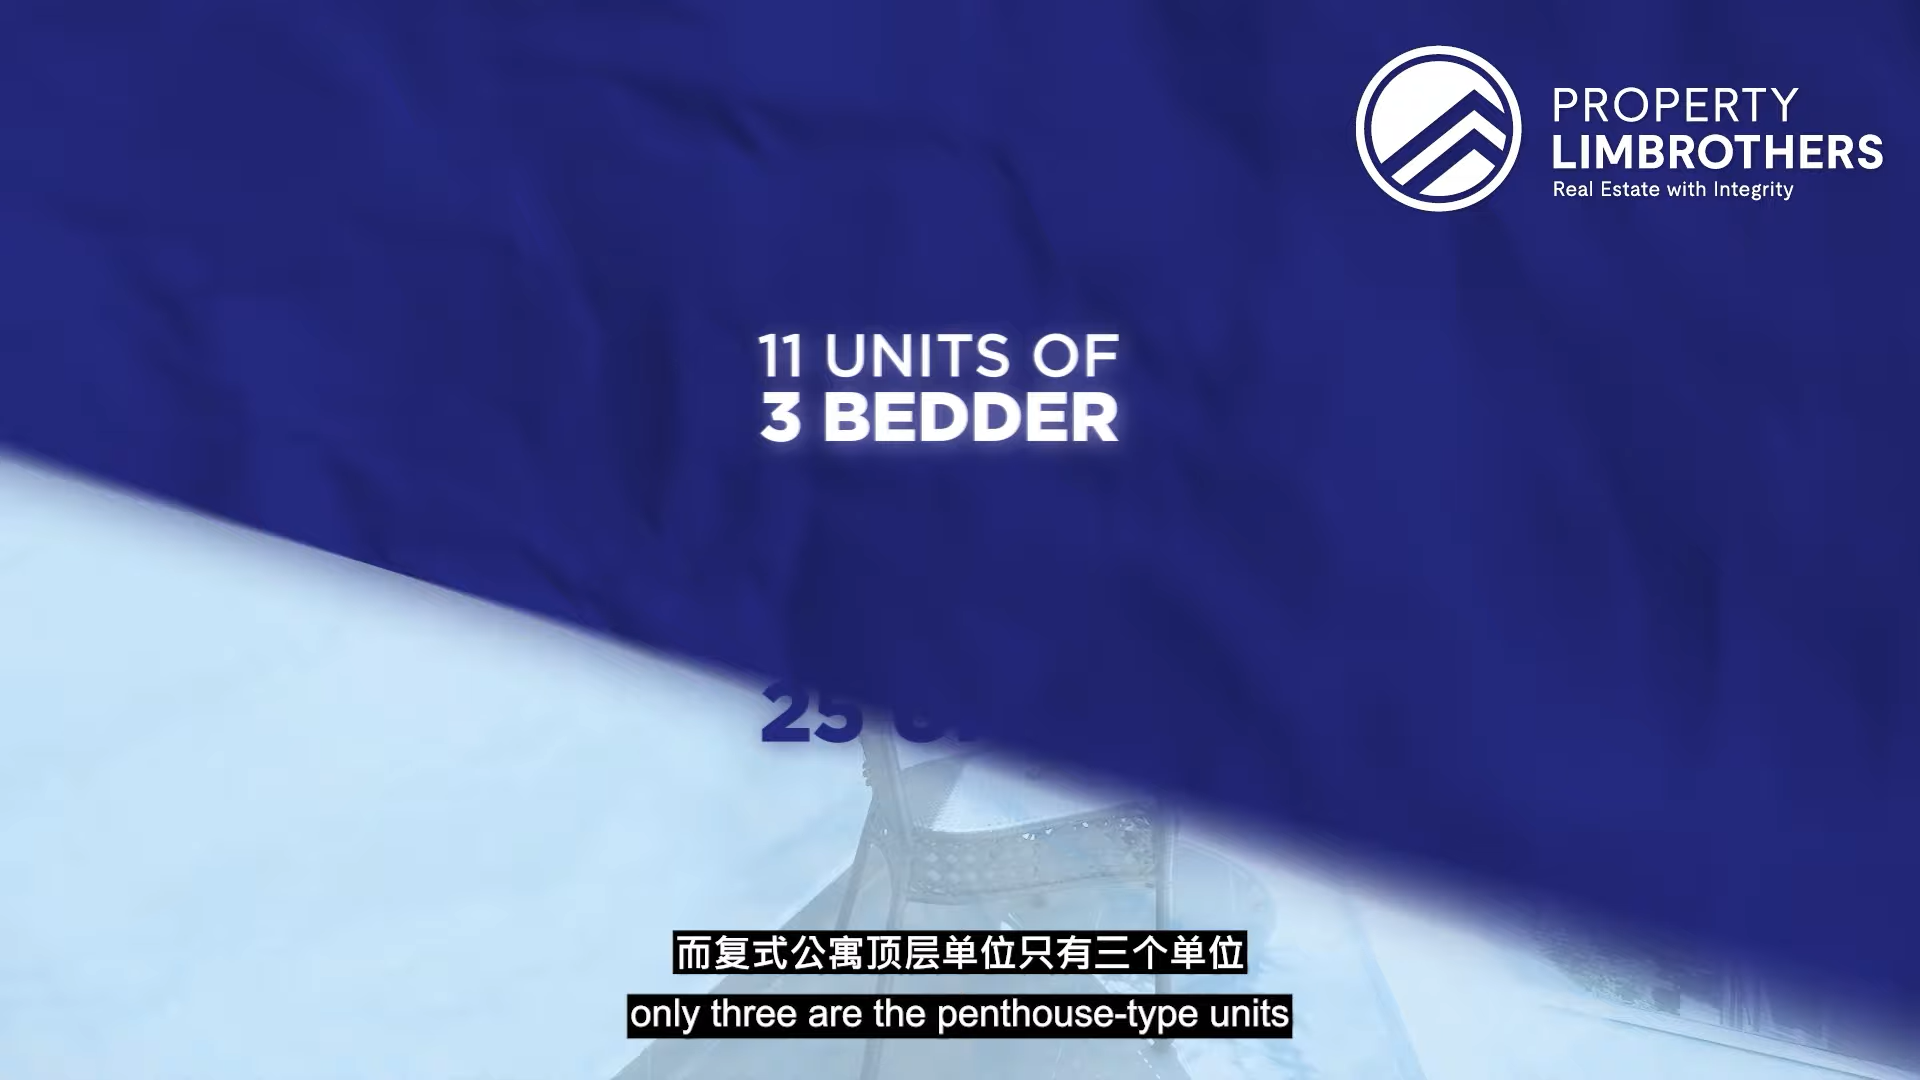 PROPERTY
LIMBROTHERS
Real Estate with Integrity
11 UNITS OF
3 BEDDER
25
而复式公寓顶层单位只有三个单位
only three are the penthouse-type units